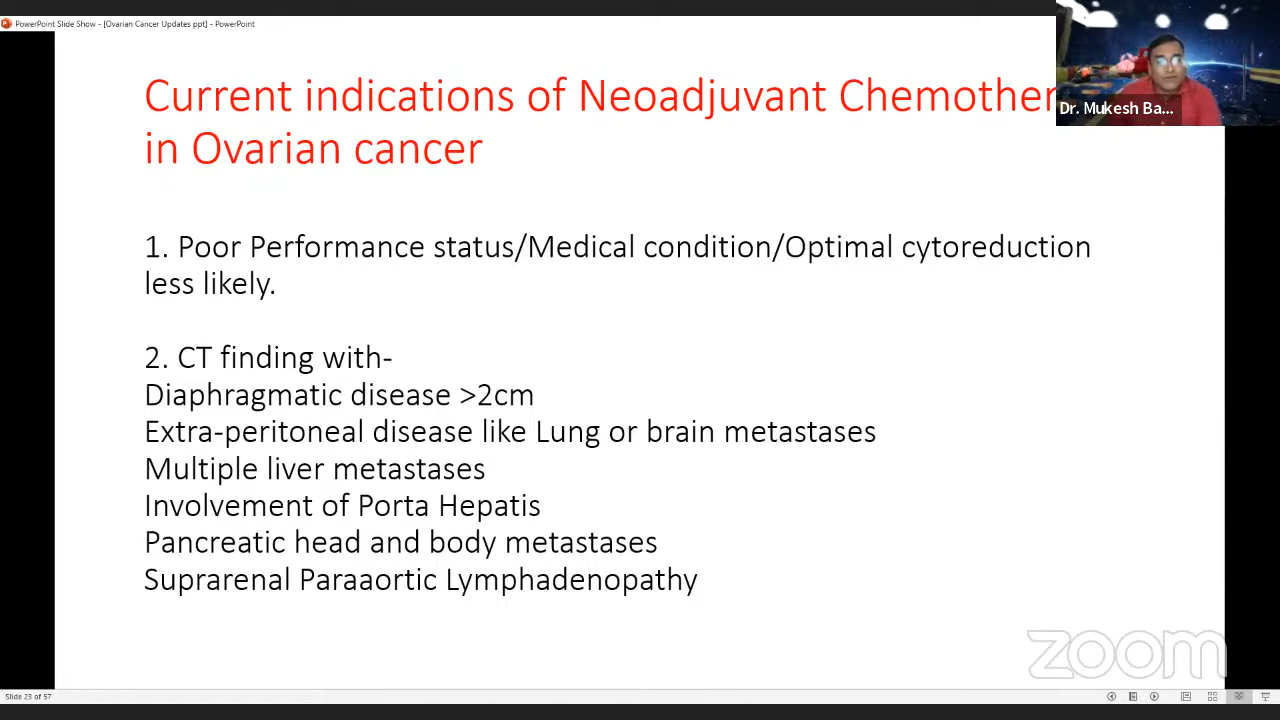 PowerPoint Slide Show - [Ovarian Cancer Updates ppt] - PowerPoint
Current indications of Neoadjuvant Chemother
in Ovarian cancer
Dr. Mukesh Ba...
1. Poor Performance status/Medical condition/Optimal cytoreduction
less likely.
2. CT finding with-
Diaphragmatic disease >2cm
Extra-peritoneal disease like Lung or brain metastases
Multiple liver metastases
Involvement of Porta Hepatis
Pancreatic head and body metastases
Suprarenal Paraaortic Lymphadenopathy
zoom
Slide 23 of 57